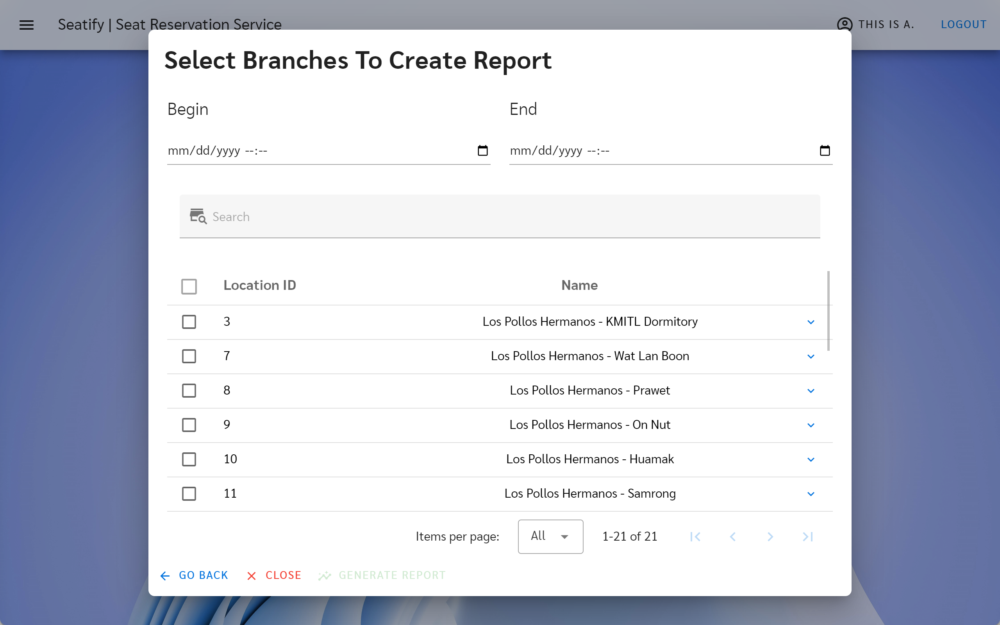 Seatify | Seat Reservation Service
THIS IS A.
LOGOUT
Select Branches To Create Report
Begin
End
mm/dd/yyyy --:--
mm/dd/yyyy --:--
Search
Location ID
Name
3
Los Pollos Hermanos - KMITL Dormitory
7
Los Pollos Hermanos - Wat Lan Boon
8
Los Pollos Hermanos - Prawet
9
Los Pollos Hermanos - On Nut
10
Los Pollos Hermanos - Huamak
11
Los Pollos Hermanos - Samrong
Items per page:
All
1-21 of 21
GO BACK
CLOSE
GENERATE REPORT